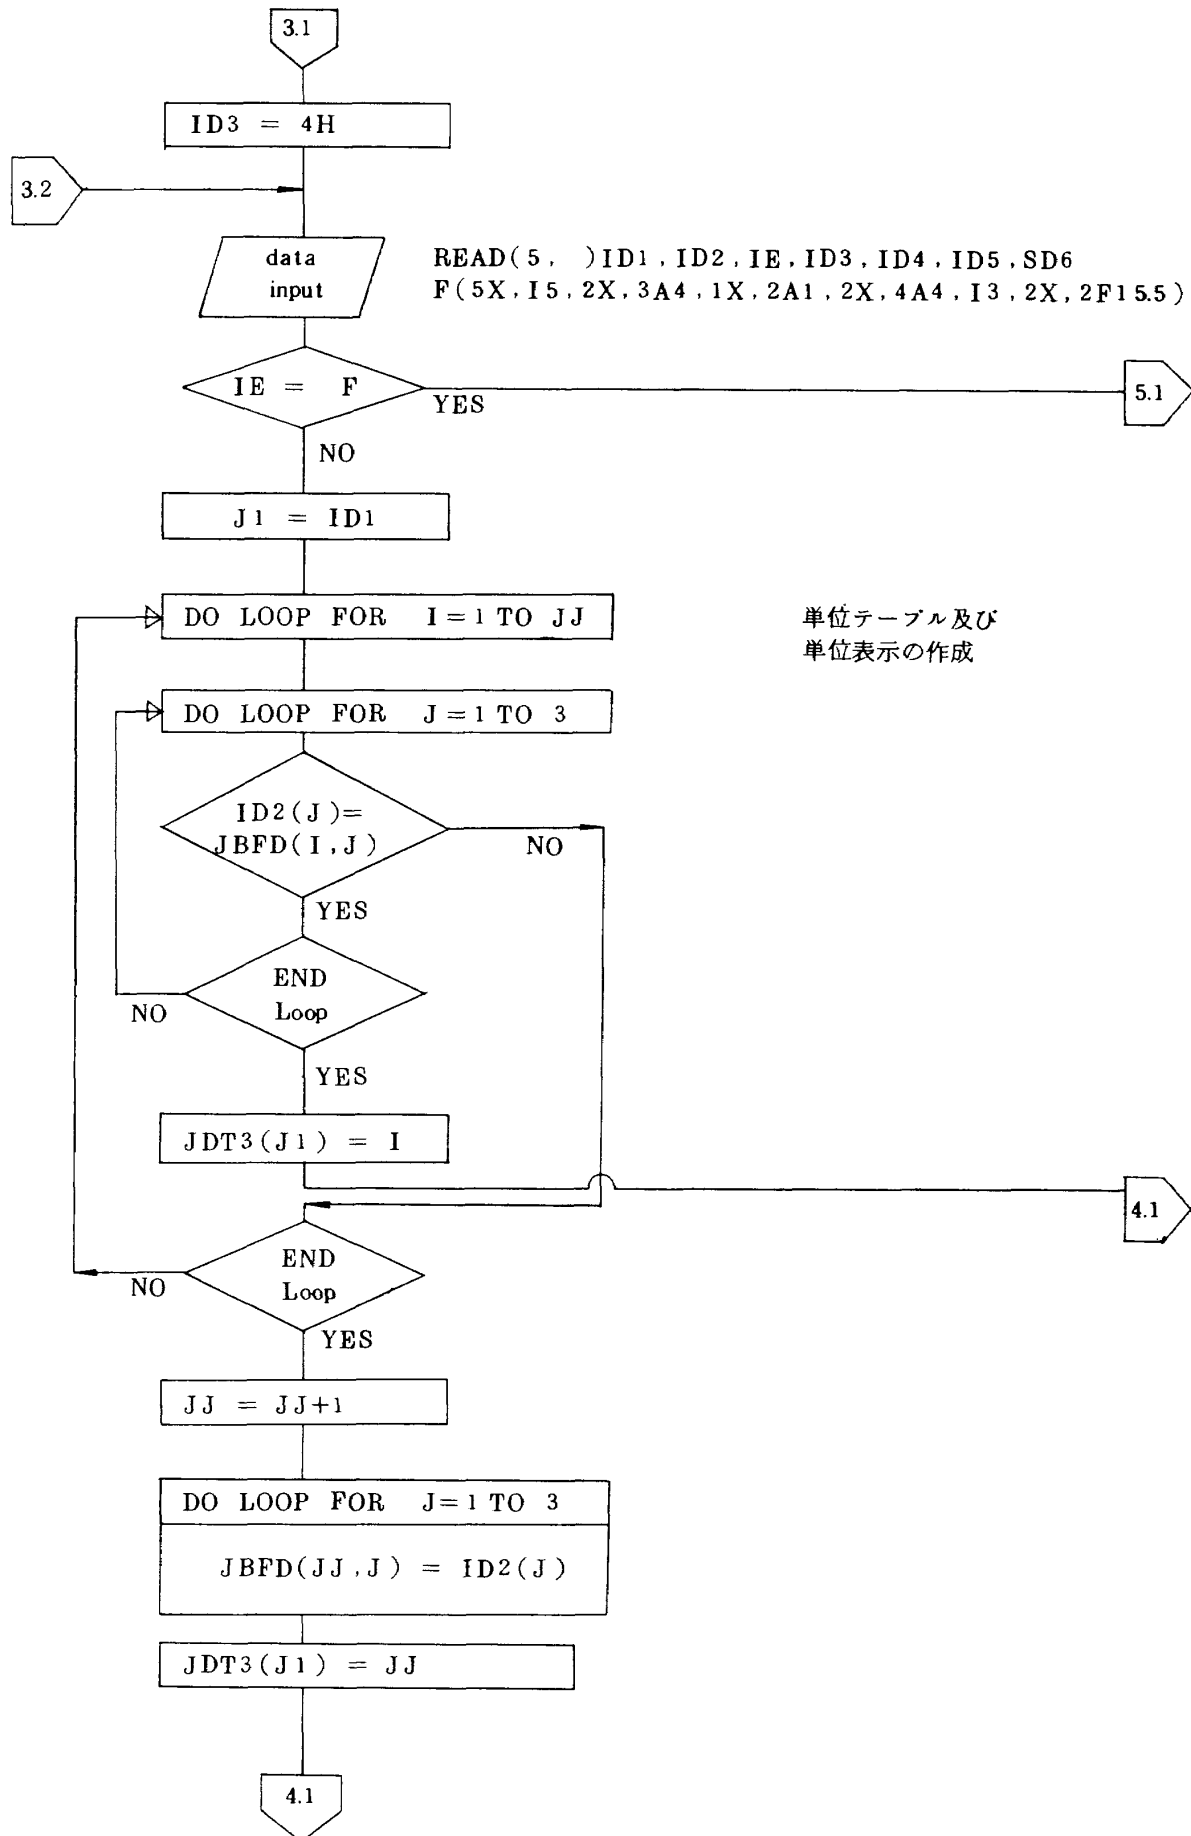 3.1
ID3 = 4H
3.2
data
input
READ(5, )ID1,ID2,IE,ID3,ID4,ID5,SD6
F(5X,I5,2X,3A4,1X,2A1,2X,4A4,I3,2X,2F15.5)
IE = F
YES
5.1
NO
J1 = ID1
DO LOOP FOR I=1 TO JJ
単位テーブル及び
単位表示の作成
DO LOOP FOR J=1 TO 3
ID2(J)=
JBFD(I,J)
NO
YES
END
Loop
NO
YES
JDT3(J1) = I
4.1
END
Loop
NO
YES
JJ = JJ+1
DO LOOP FOR J=1 TO 3
JBFD(JJ,J) = ID2(J)
JDT3(J1) = JJ
4.1